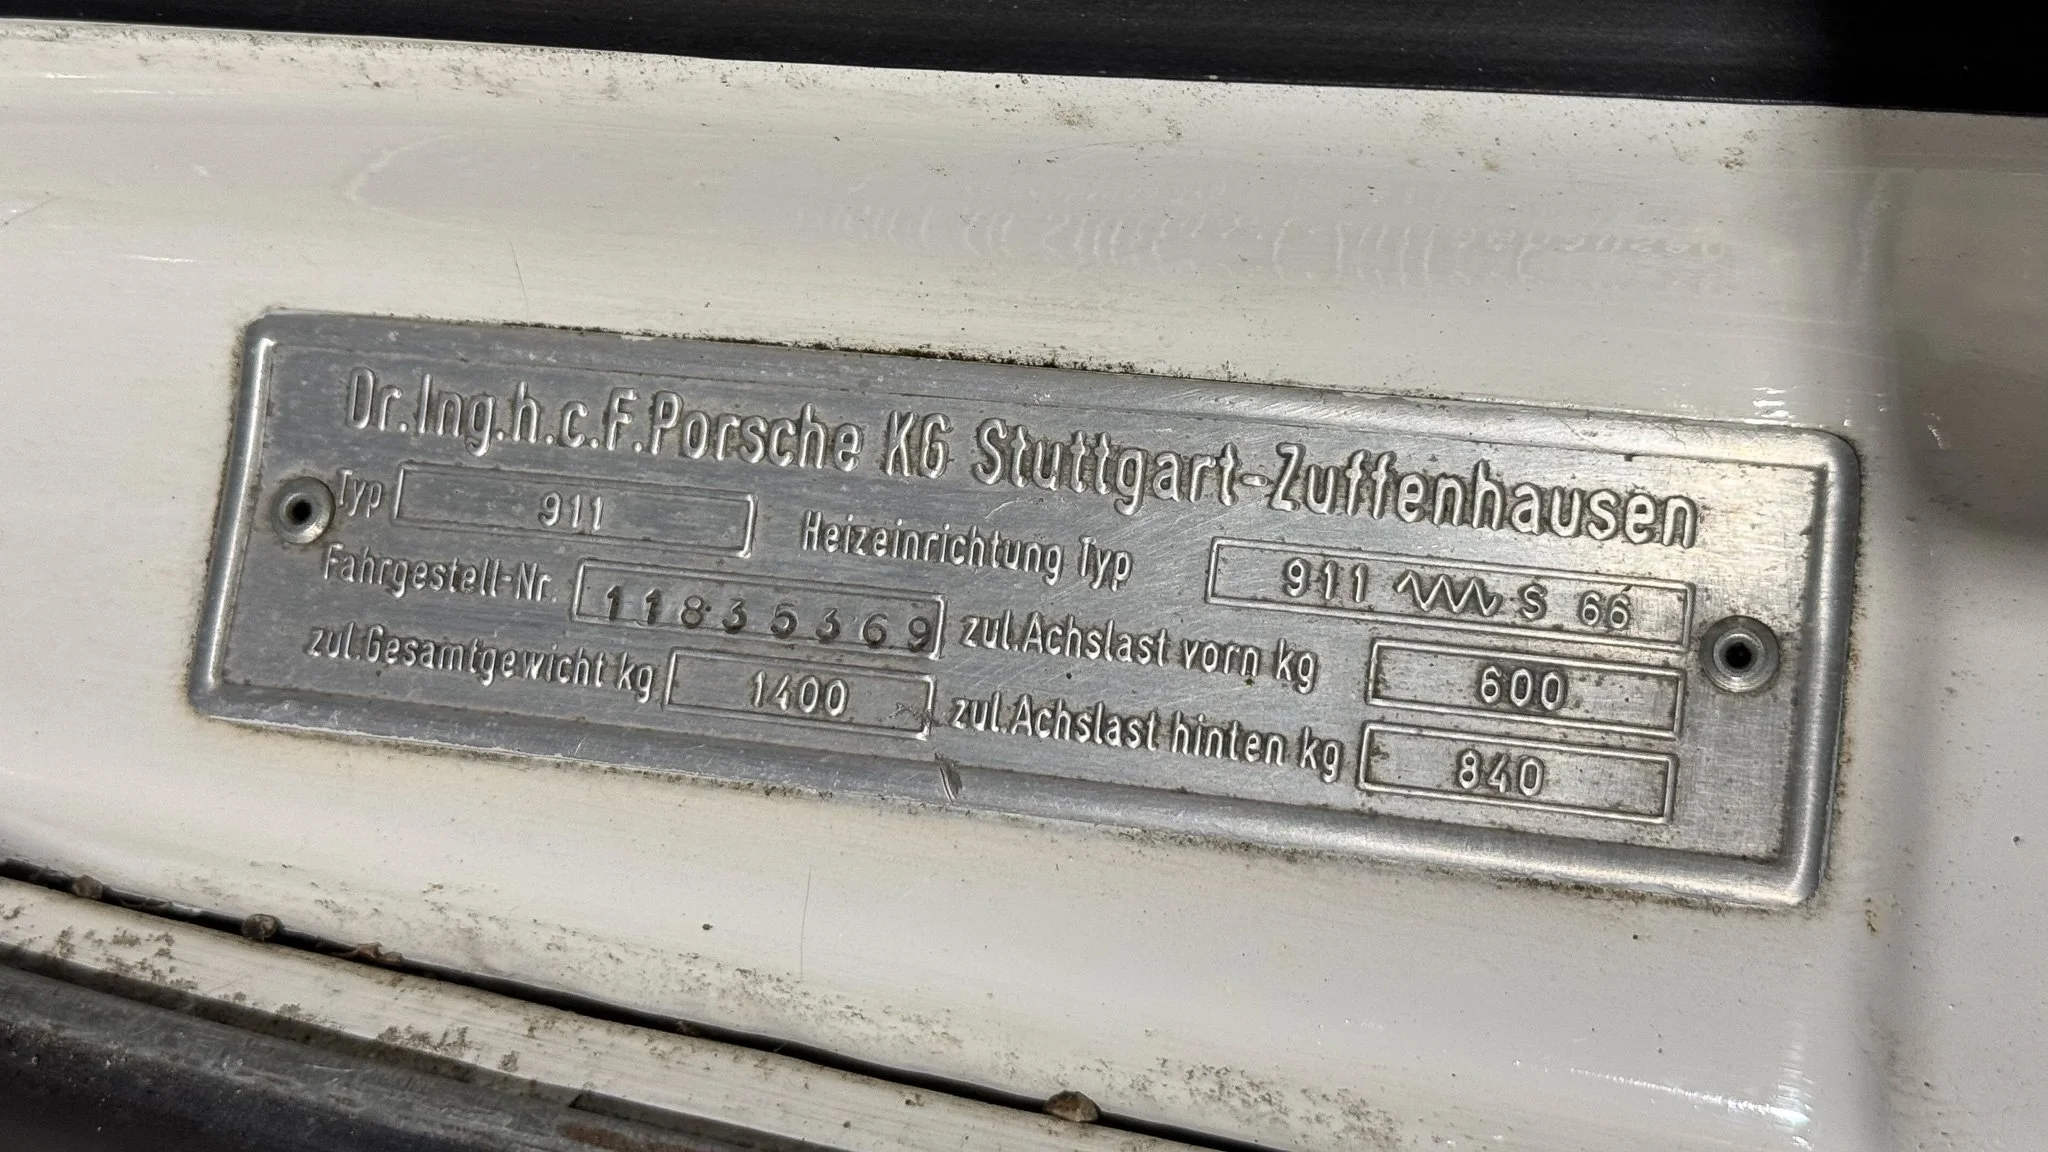 Dr.Ing.h.c.F.Porsche KG Stuttgart-Zuffenhausen
Typ 911 Heizeinrichtung Typ 911 S 66
Fahrgestell-Nr. 11835369 zul.Achslast vorn kg 600
zul.Gesamtgewicht kg 1400 zul.Achslast hinten kg 840